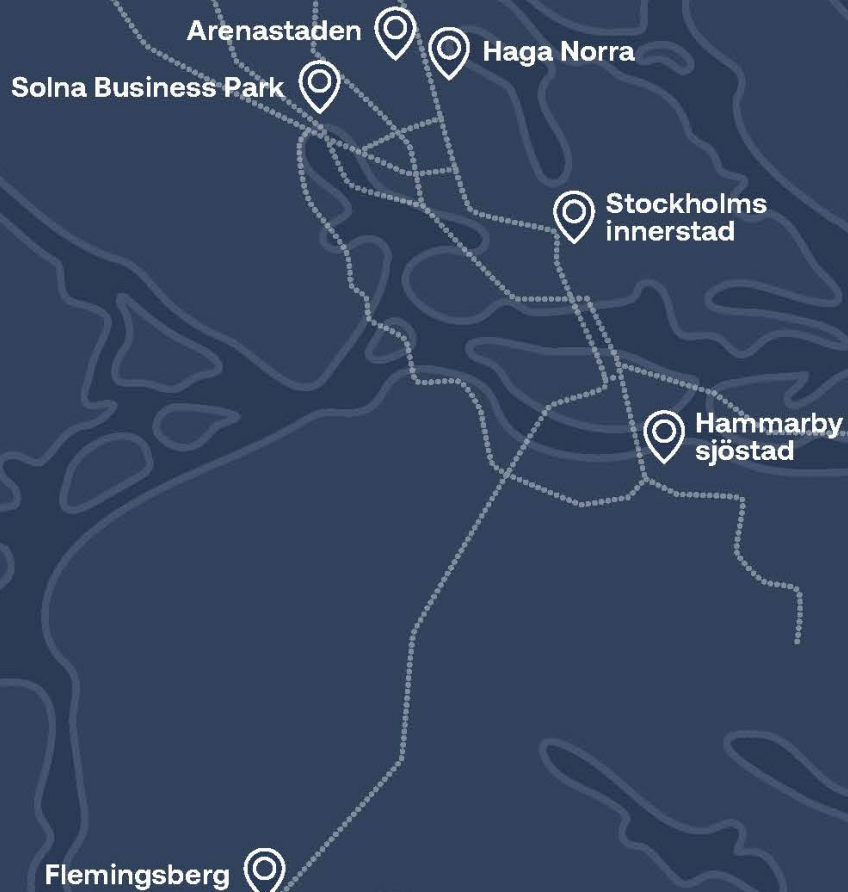 Arenastaden
Haga Norra
Solna Business Park
Stockholms
innerstad
Hammarby
sjöstad
Flemingsberg